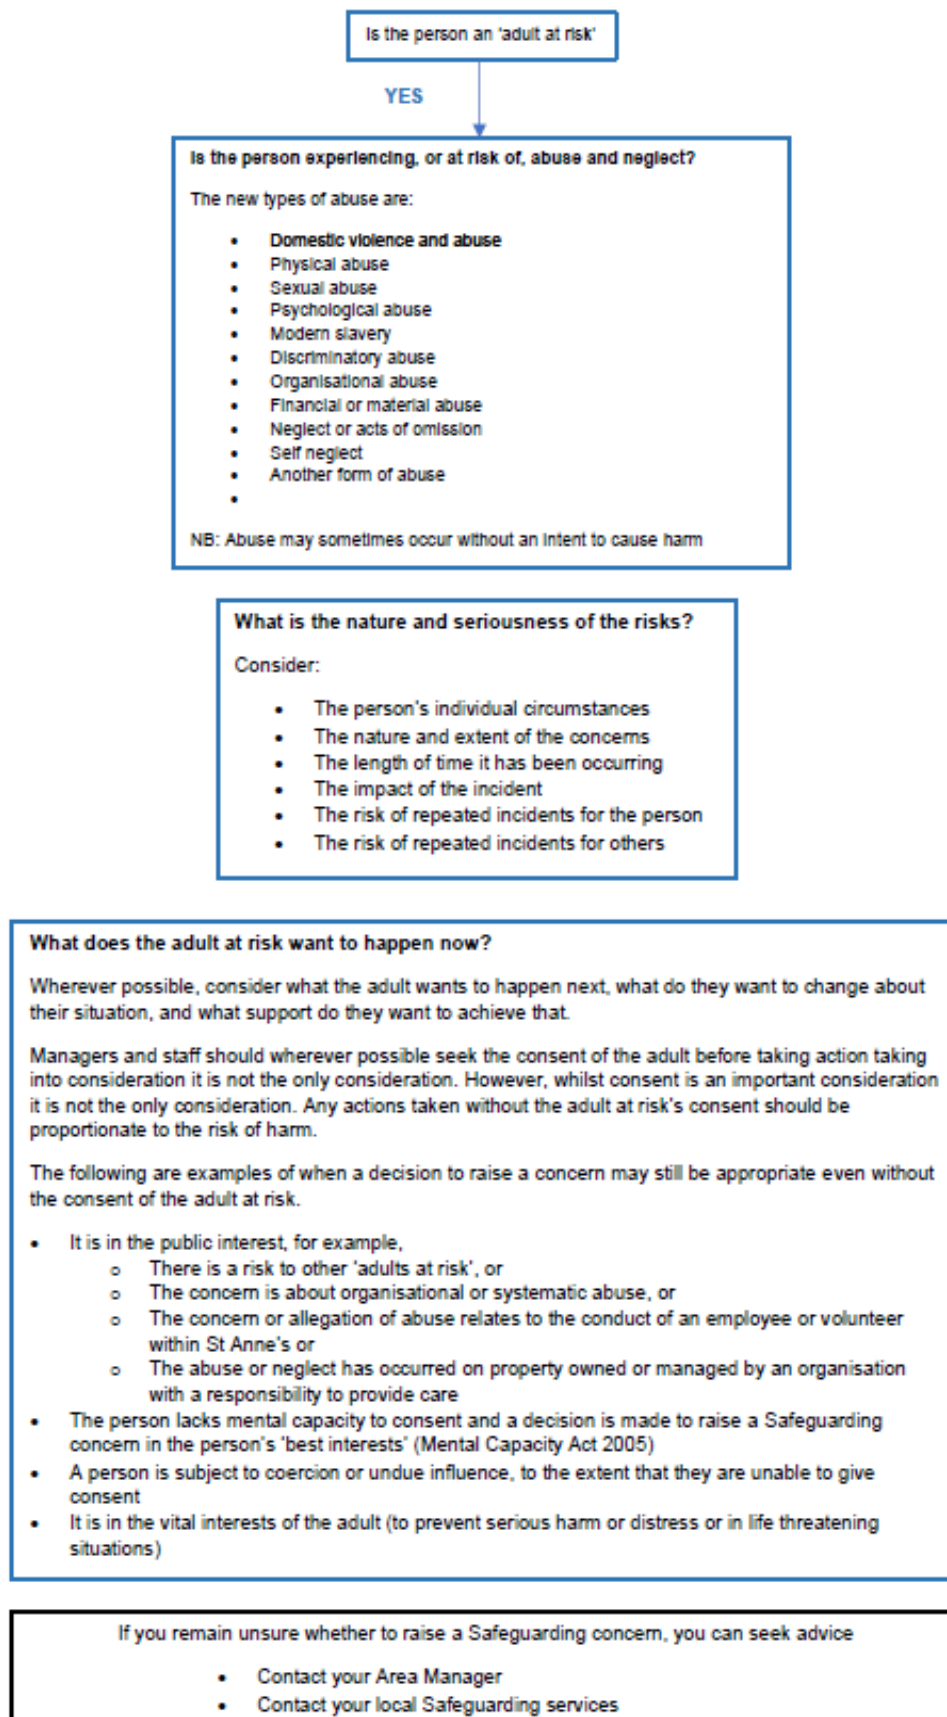 Is the person an 'adult at risk'
YES
Is the person experiencing, or at risk of, abuse and neglect?
The new types of abuse are:
• Domestic violence and abuse
• Physical abuse
• Sexual abuse
• Psychological abuse
• Modern slavery
• Discriminatory abuse
• Organisational abuse
• Financial or material abuse
• Neglect or acts of omission
• Self neglect
• Another form of abuse
•
NB: Abuse may sometimes occur without an intent to cause harm
What is the nature and seriousness of the risks?
Consider:
• The person's individual circumstances
• The nature and extent of the concerns
• The length of time it has been occurring
• The impact of the incident
• The risk of repeated incidents for the person
• The risk of repeated incidents for others
What does the adult at risk want to happen now?
Wherever possible, consider what the adult wants to happen next, what do they want to change about
their situation, and what support do they want to achieve that.
Managers and staff should wherever possible seek the consent of the adult before taking action taking
into consideration it is not the only consideration. However, whilst consent is an important consideration
it is not the only consideration. Any actions taken without the adult at risk's consent should be
proportionate to the risk of harm.
The following are examples of when a decision to raise a concern may still be appropriate even without
the consent of the adult at risk.
• It is in the public interest, for example,
o There is a risk to other 'adults at risk', or
o The concern is about organisational or systematic abuse, or
o The concern or allegation of abuse relates to the conduct of an employee or volunteer
within St Anne's or
o The abuse or neglect has occurred on property owned or managed by an organisation
with a responsibility to provide care
• The person lacks mental capacity to consent and a decision is made to raise a Safeguarding
concern in the person's 'best interests' (Mental Capacity Act 2005)
• A person is subject to coercion or undue influence, to the extent that they are unable to give
consent
• It is in the vital interests of the adult (to prevent serious harm or distress or in life threatening
situations)
If you remain unsure whether to raise a Safeguarding concern, you can seek advice
• Contact your Area Manager
• Contact your local Safeguarding services